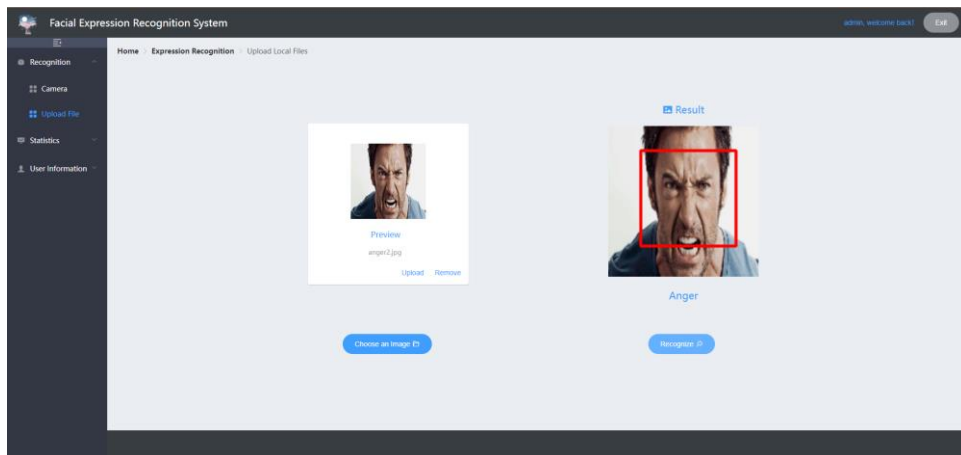 Facial Expression Recognition System
admin, welcome back!
Exit
Home > Expression Recognition > Upload Local Files
Recognition
Camera
Upload File
Statistics
User Information
Preview
anger2.jpg
Upload Remove
Choose an Image
Result
Anger
Recognize